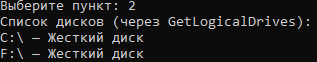 Выберите пункт: 2
Список дисков (через GetLogicalDrives):
C:\ — Жесткий диск
F:\ — Жесткий диск